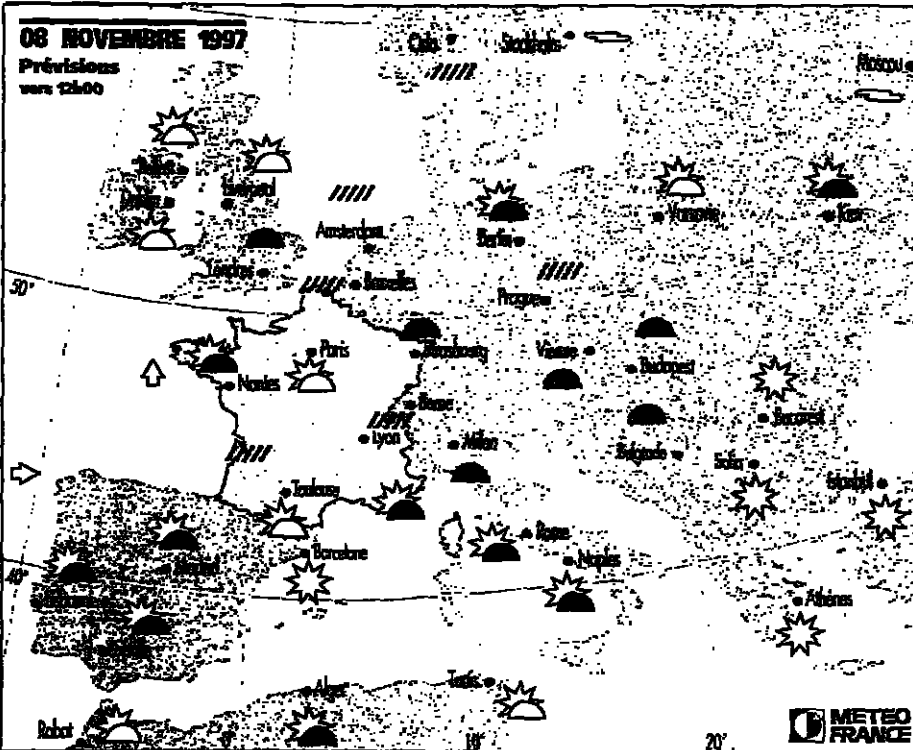 08 NOVEMBRE 1997
Prévisions
vers 12h00
Oslo
Stockholm
Moscou
Liverpool
Varsovie
Kiev
Amsterdam
Berlin
Londres
Bruxelles
50°
Prague
Paris
Strasbourg
Vienne
Budapest
Nantes
Berne
Bucarest
Lyon
Milan
Belgrade
Sofia
Toulouse
Istanbul
Barcelone
Rome
Madrid
Naples
40°
Athènes
Alger
Tunis
Rabat
0°
10°
20°
METEO
FRANCE